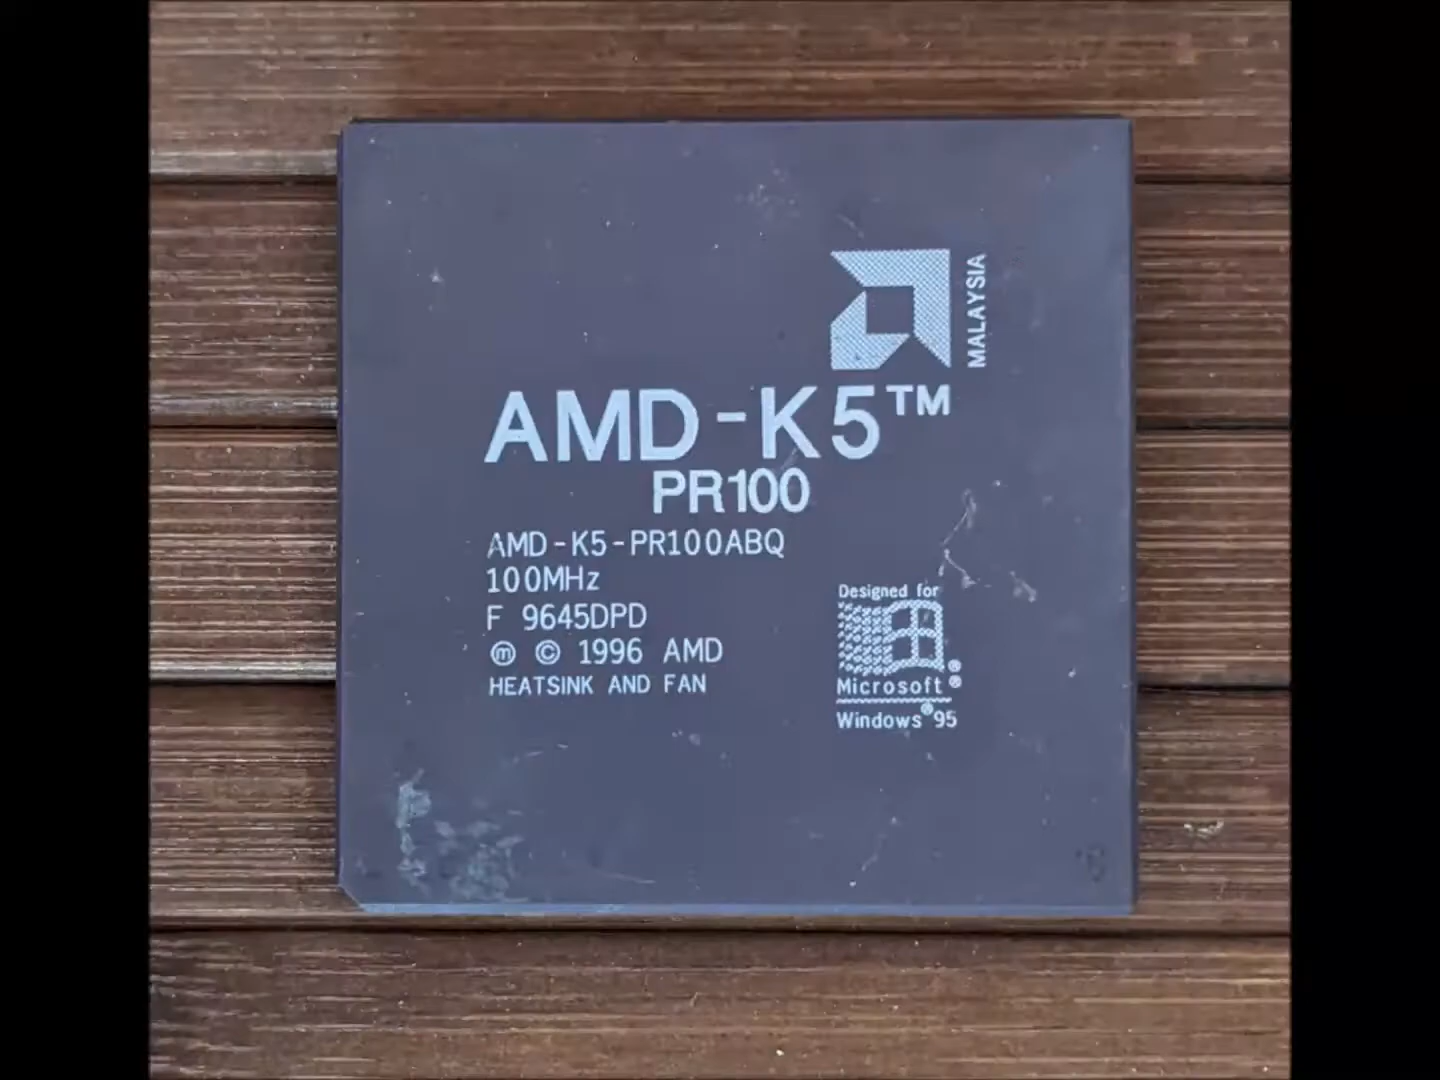 MALAYSIA
AMD-K5™
PR100
AMD-K5-PR100ABQ
100MHz
F 9645DPD
ⓜ © 1996 AMD
HEATSINK AND FAN
Designed for
®
Microsoft®
Windows®95